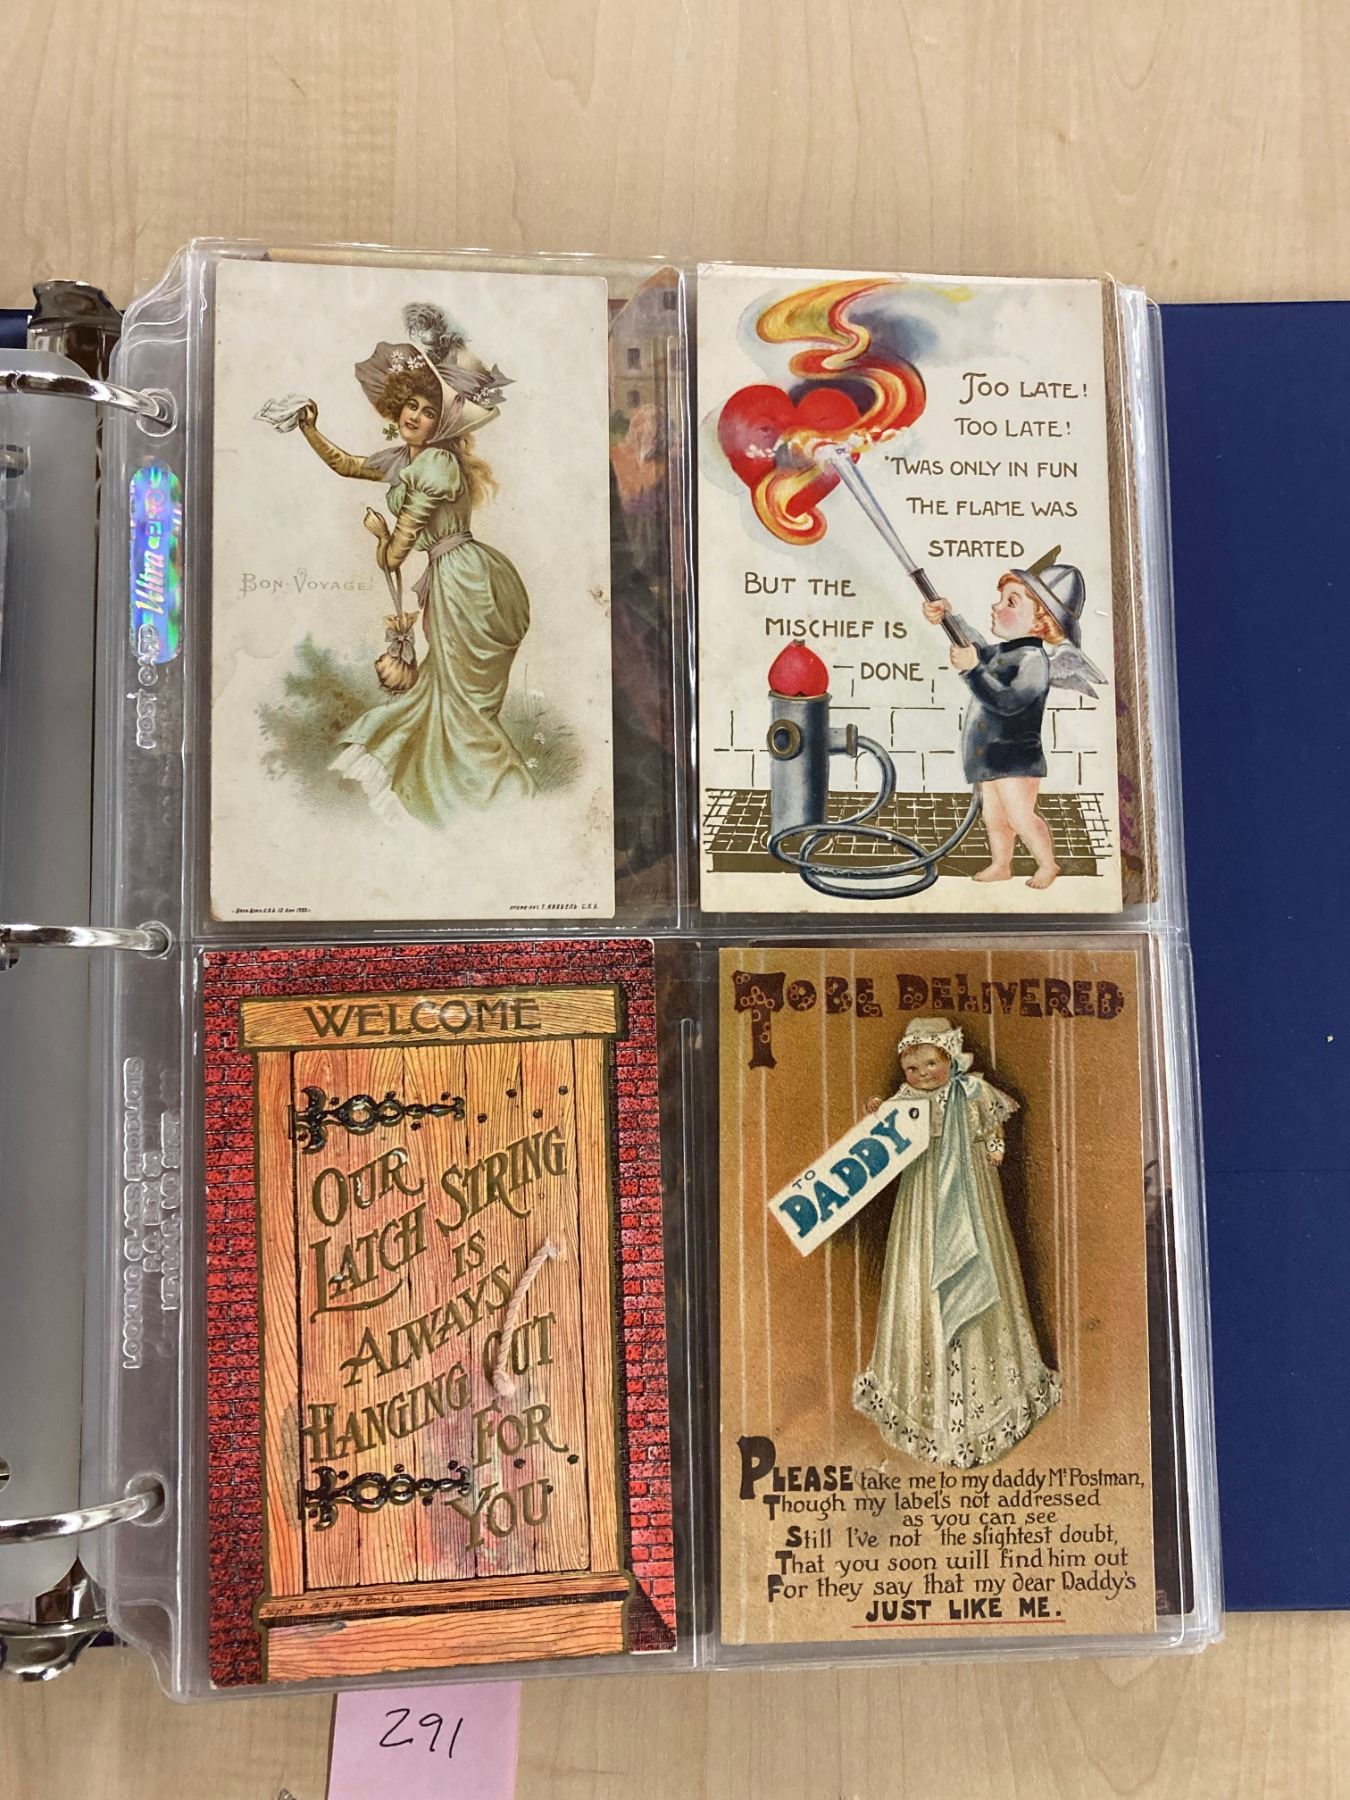 BON-VOYAGE!
TOO LATE!
TOO LATE!
'TWAS ONLY IN FUN
THE FLAME WAS
STARTED
BUT THE
MISCHIEF IS
DONE
WELCOME
OUR
LATCH STRING
IS
ALWAYS
HANGING OUT
FOR
YOU
TO BE DELIVERED
TO
DADDY
PLEASE take me to my daddy Mr Postman,
Though my label's not addressed
as you can see
Still I've not the slightest doubt,
That you soon will find him out
For they say that my dear Daddy's
JUST LIKE ME.
Ultra
POST CARD
291